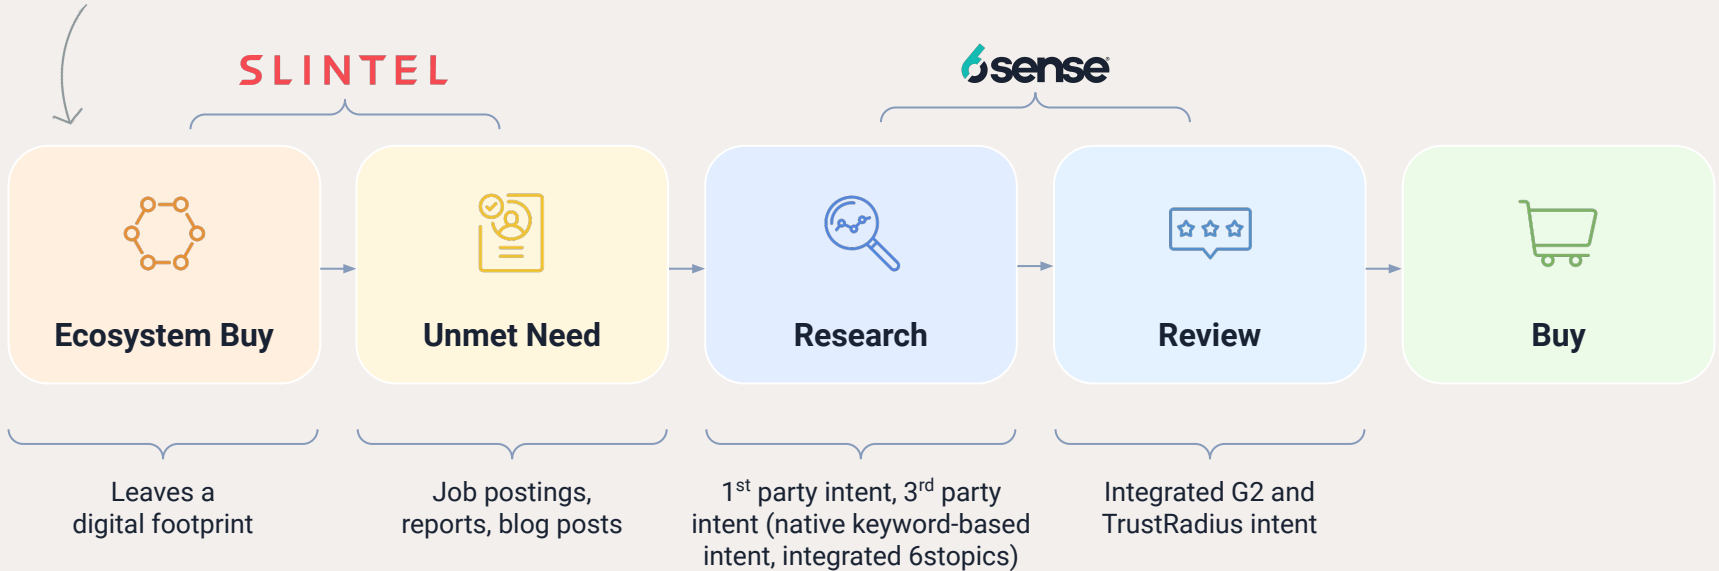 SLINTEL
6sense
Ecosystem Buy
Unmet Need
Research
Review
Buy
Leaves a
digital footprint
Job postings,
reports, blog posts
1st party intent, 3rd party
intent (native keyword-based
intent, integrated 6stopics)
Integrated G2 and
TrustRadius intent